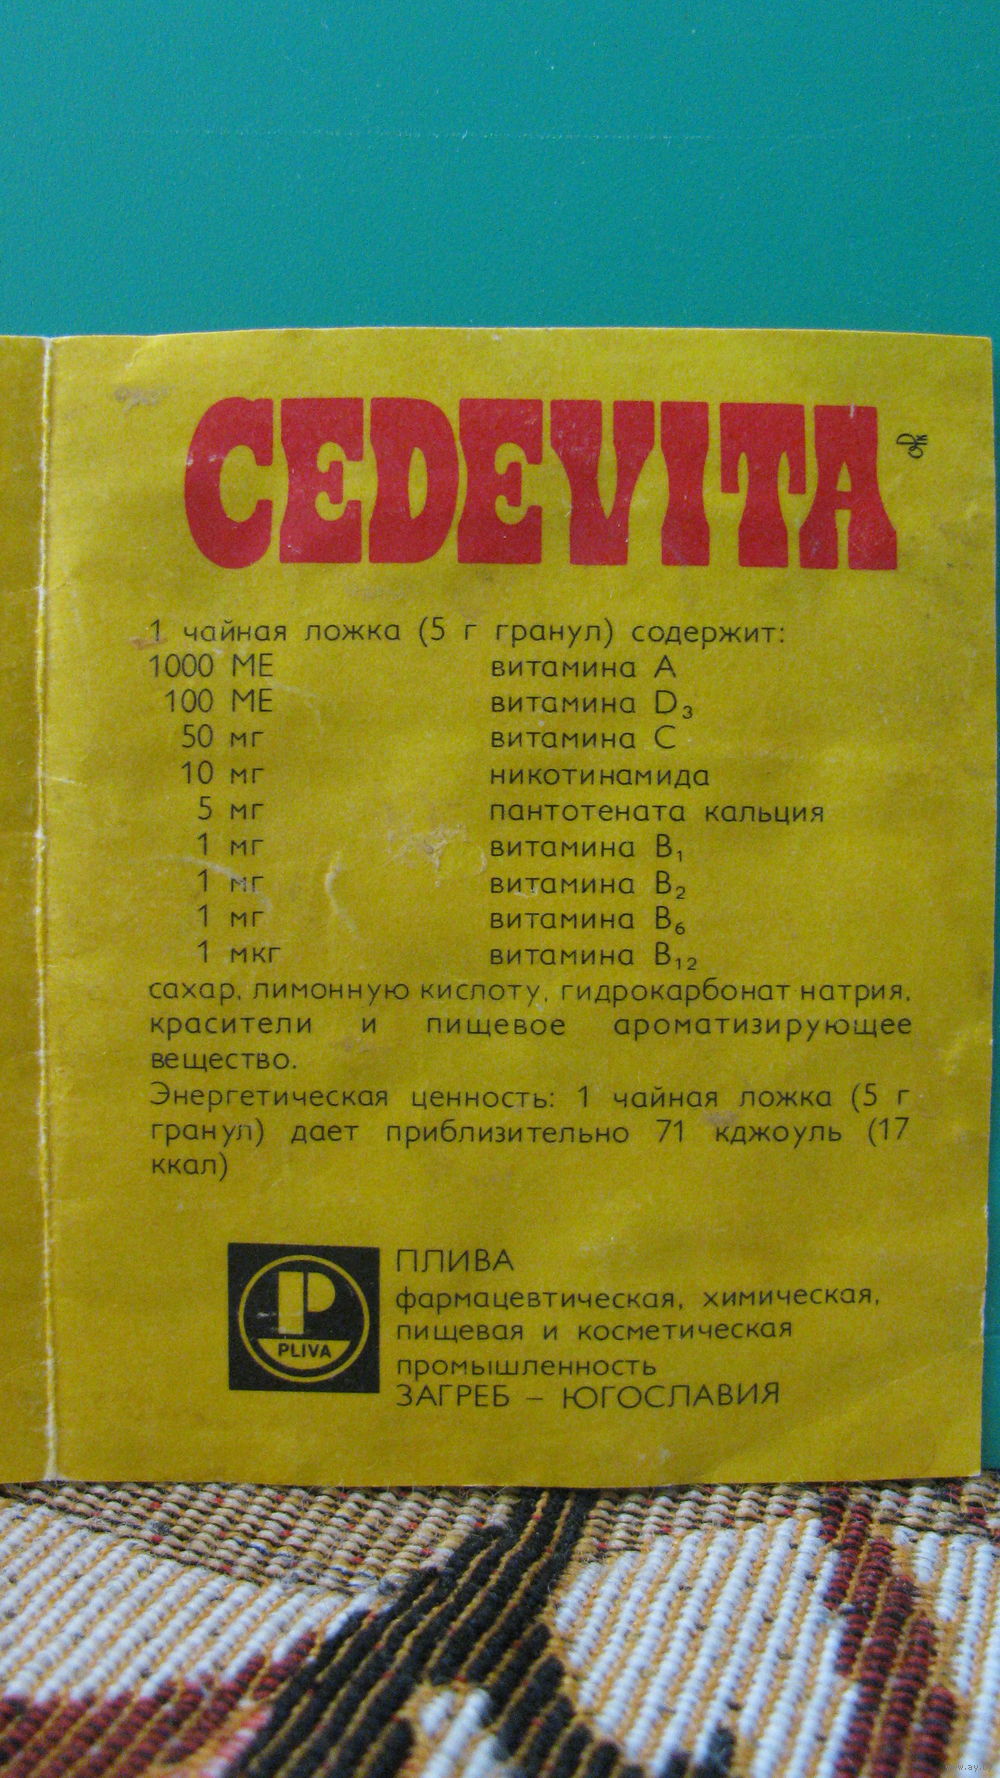 CEDEVITA
1 чайная ложка (5 г гранул) содержит:
1000 МЕ витамина А
100 МЕ витамина D₃
50 мг витамина С
10 мг никотинамида
5 мг пантотената кальция
1 мг витамина B₁
1 мг витамина B₂
1 мг витамина B₆
1 мкг витамина B₁₂
сахар, лимонную кислоту, гидрокарбонат натрия,
красители и пищевое ароматизирующее
вещество.
Энергетическая ценность: 1 чайная ложка (5 г
гранул) дает приблизительно 71 кджоуль (17
ккал)
ПЛИВА
фармацевтическая, химическая,
пищевая и косметическая
промышленность
ЗАГРЕБ – ЮГОСЛАВИЯ
PLIVA